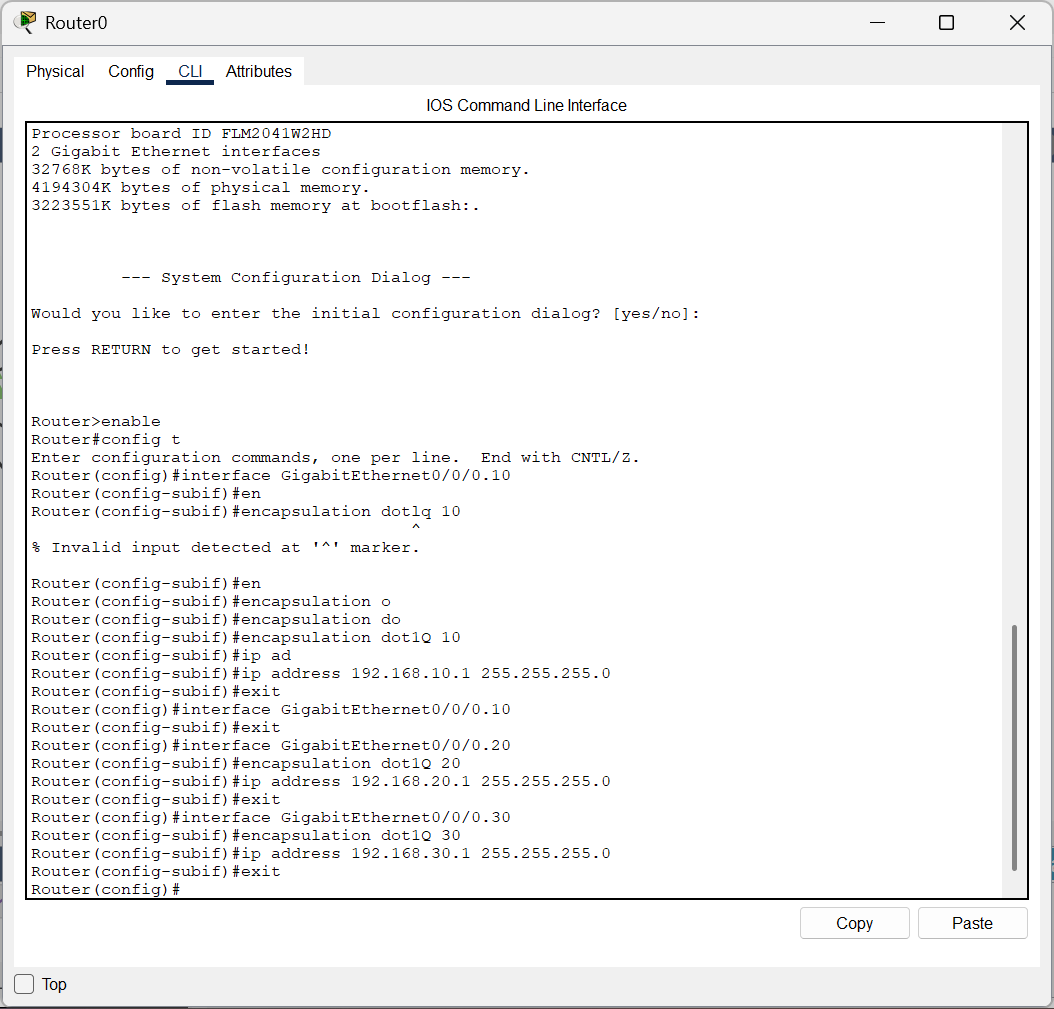 Router0
Physical Config CLI Attributes
IOS Command Line Interface
Processor board ID FLM2041W2HD
2 Gigabit Ethernet interfaces
32768K bytes of non-volatile configuration memory.
4194304K bytes of physical memory.
3223551K bytes of flash memory at bootflash:.
--- System Configuration Dialog ---
Would you like to enter the initial configuration dialog? [yes/no]:
Press RETURN to get started!
Router>enable
Router#config t
Enter configuration commands, one per line.  End with CNTL/Z.
Router(config)#interface GigabitEthernet0/0/0.10
Router(config-subif)#en
Router(config-subif)#encapsulation dotlq 10
^
% Invalid input detected at '^' marker.
Router(config-subif)#en
Router(config-subif)#encapsulation o
Router(config-subif)#encapsulation do
Router(config-subif)#encapsulation dot1Q 10
Router(config-subif)#ip ad
Router(config-subif)#ip address 192.168.10.1 255.255.255.0
Router(config-subif)#exit
Router(config)#interface GigabitEthernet0/0/0.10
Router(config-subif)#exit
Router(config)#interface GigabitEthernet0/0/0.20
Router(config-subif)#encapsulation dot1Q 20
Router(config-subif)#ip address 192.168.20.1 255.255.255.0
Router(config-subif)#exit
Router(config)#interface GigabitEthernet0/0/0.30
Router(config-subif)#encapsulation dot1Q 30
Router(config-subif)#ip address 192.168.30.1 255.255.255.0
Router(config-subif)#exit
Router(config)#
Copy Paste
Top